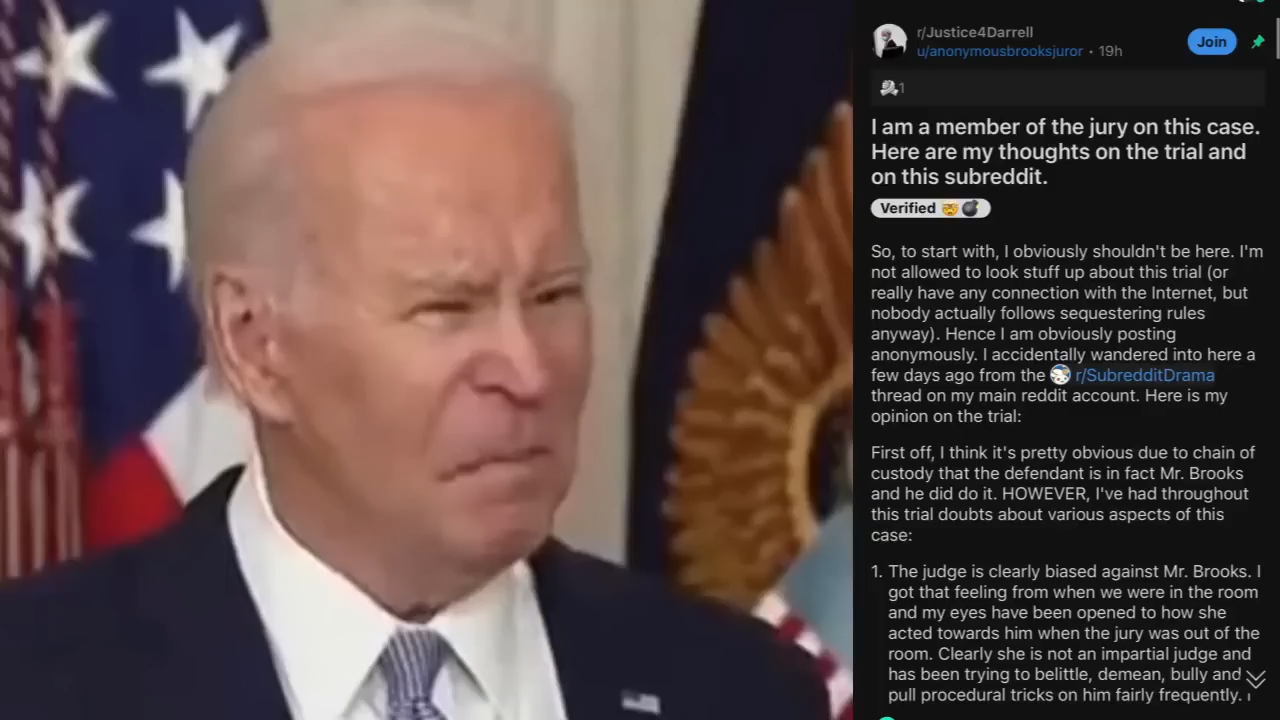 r/Justice4Darrell
u/anonymousbrooksjuror • 19h
Join
1
I am a member of the jury on this case.
Here are my thoughts on the trial and
on this subreddit.
Verified 🤯💣
So, to start with, I obviously shouldn't be here. I'm
not allowed to look stuff up about this trial (or
really have any connection with the Internet, but
nobody actually follows sequestering rules
anyway). Hence I am obviously posting
anonymously. I accidentally wandered into here a
few days ago from the r/SubredditDrama
thread on my main reddit account. Here is my
opinion on the trial:
First off, I think it's pretty obvious due to chain of
custody that the defendant is in fact Mr. Brooks
and he did do it. HOWEVER, I've had throughout
this trial doubts about various aspects of this
case:
1. The judge is clearly biased against Mr. Brooks. I
got that feeling from when we were in the room
and my eyes have been opened to how she
acted towards him when the jury was out of the
room. Clearly she is not an impartial judge and
has been trying to belittle, demean, bully and
pull procedural tricks on him fairly frequently.